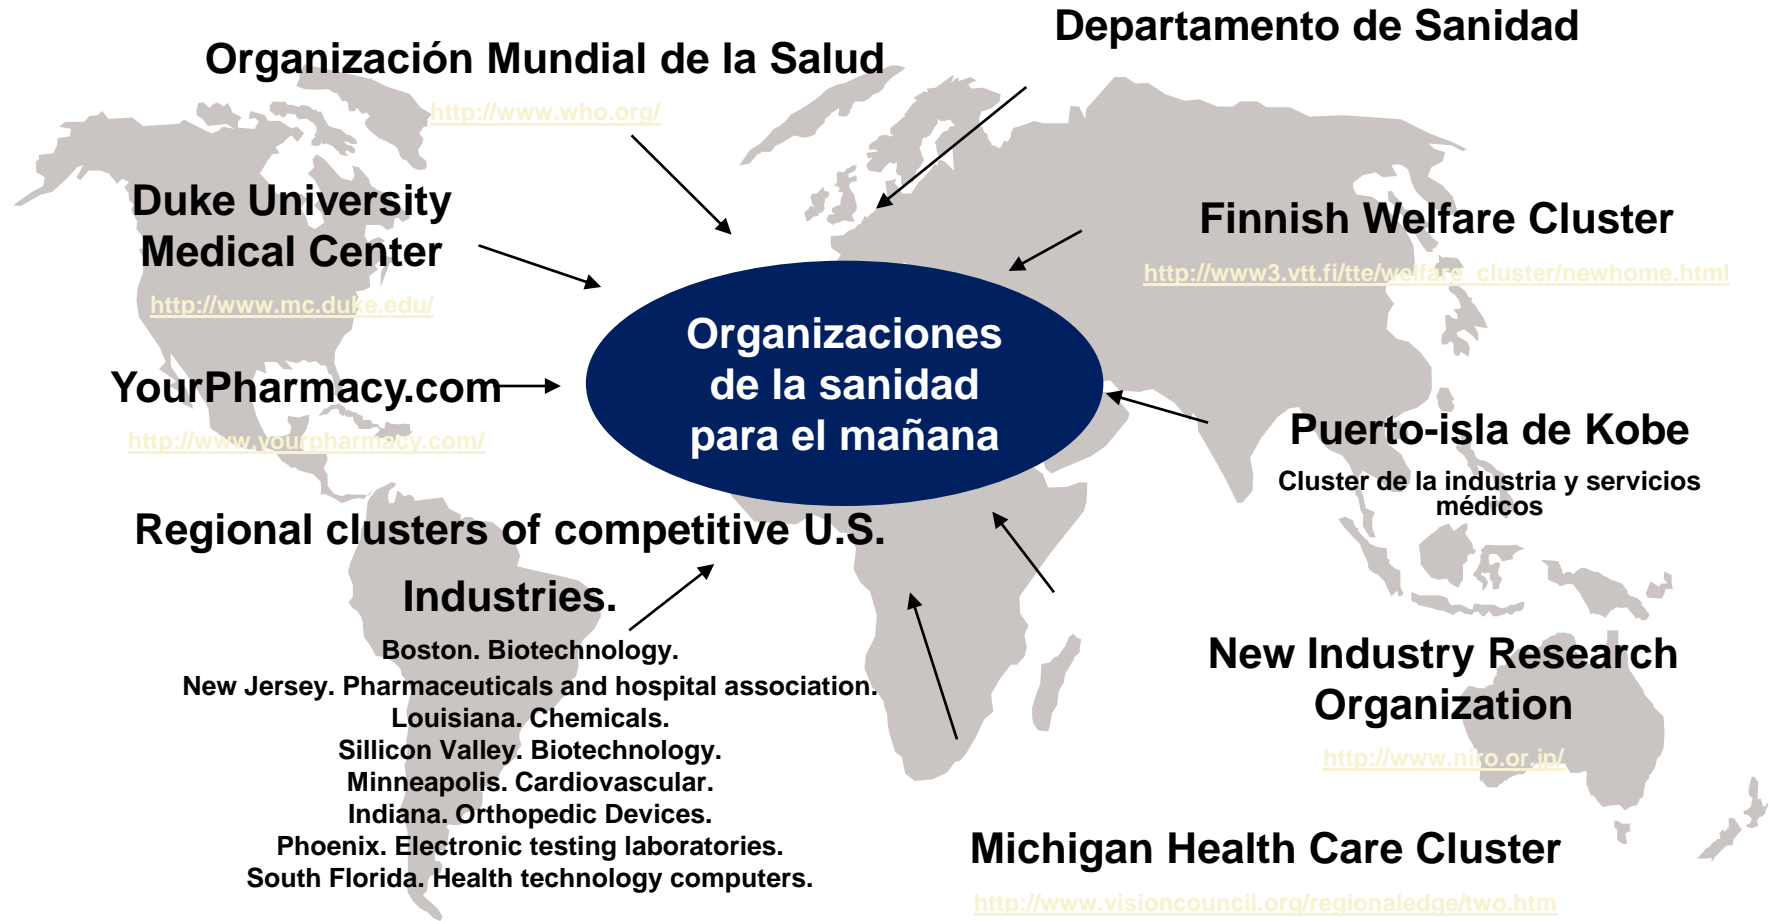 Departamento de Sanidad
Organización Mundial de la Salud
http://www.who.org/
Duke University
Medical Center
http://www.mc.duke.edu/
Finnish Welfare Cluster
http://www3.vtt.fi/tte/welfare_cluster/newhome.html
Organizaciones
de la sanidad
para el mañana
YourPharmacy.com
http://www.yourpharmacy.com/
Puerto-isla de Kobe
Cluster de la industria y servicios
médicos
Regional clusters of competitive U.S.
Industries.
Boston. Biotechnology.
New Jersey. Pharmaceuticals and hospital association.
Louisiana. Chemicals.
Sillicon Valley. Biotechnology.
Minneapolis. Cardiovascular.
Indiana. Orthopedic Devices.
Phoenix. Electronic testing laboratories.
South Florida. Health technology computers.
New Industry Research
Organization
http://www.niro.or.jp/
Michigan Health Care Cluster
http://www.visioncouncil.org/regionaledge/two.htm